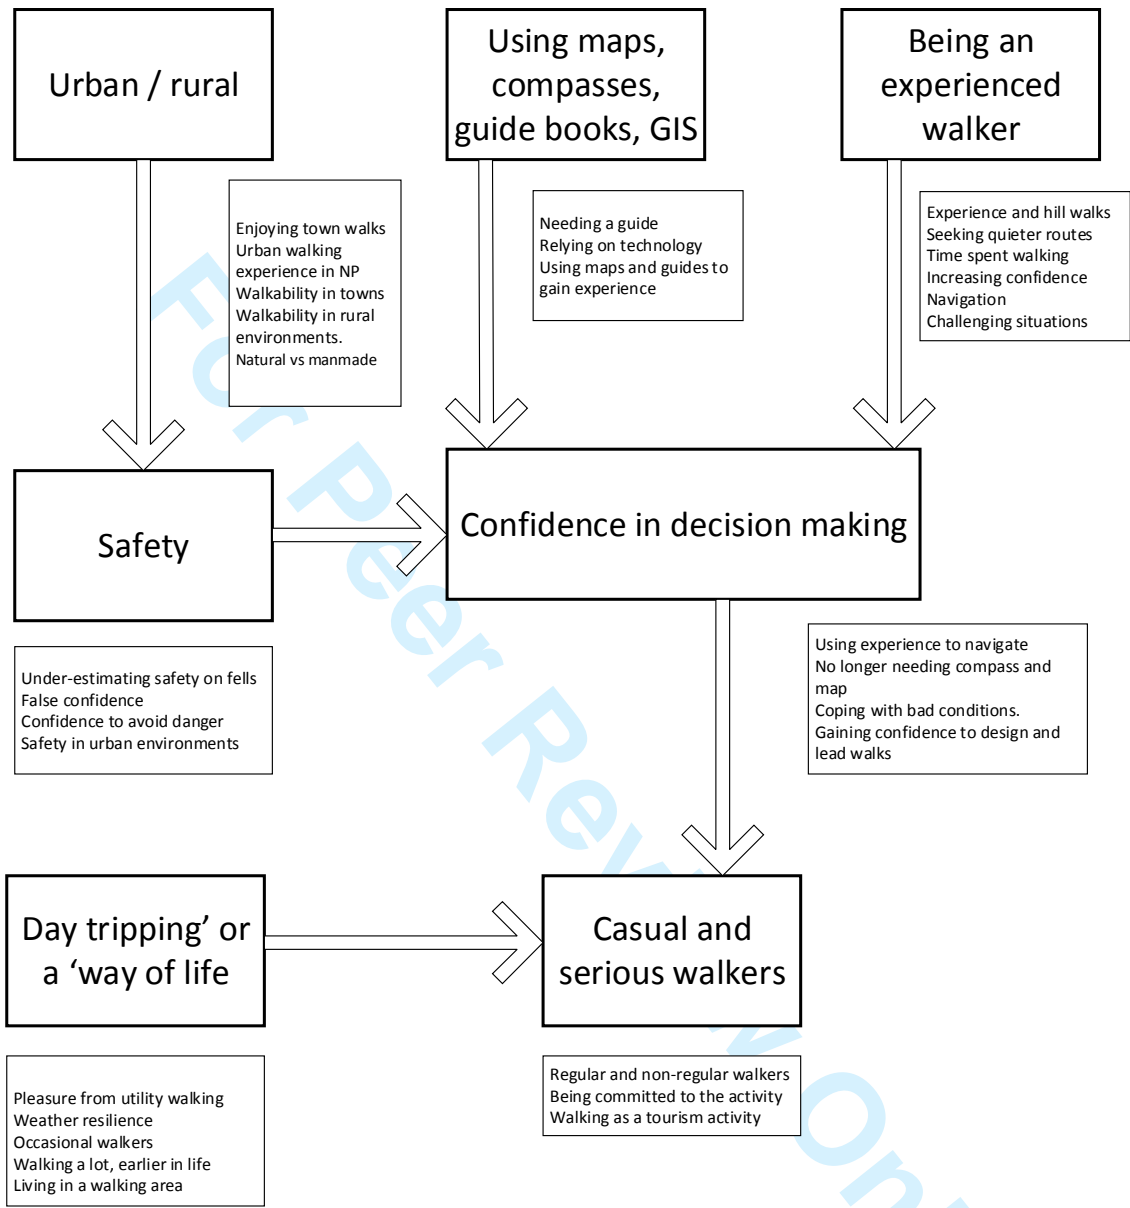 Urban / rural
Using maps,
compasses,
guide books, GIS
Being an
experienced
walker
Enjoying town walks
Urban walking
experience in NP
Walkability in towns
Walkability in rural
environments.
Natural vs manmade
Needing a guide
Relying on technology
Using maps and guides to
gain experience
Experience and hill walks
Seeking quieter routes
Time spent walking
Increasing confidence
Navigation
Challenging situations
Safety
Confidence in decision making
Under-estimating safety on fells
False confidence
Confidence to avoid danger
Safety in urban environments
Using experience to navigate
No longer needing compass and
map
Coping with bad conditions.
Gaining confidence to design and
lead walks
Day tripping’ or
a ‘way of life
Casual and
serious walkers
Pleasure from utility walking
Weather resilience
Occasional walkers
Walking a lot, earlier in life
Living in a walking area
Regular and non-regular walkers
Being committed to the activity
Walking as a tourism activity
For Peer Review On